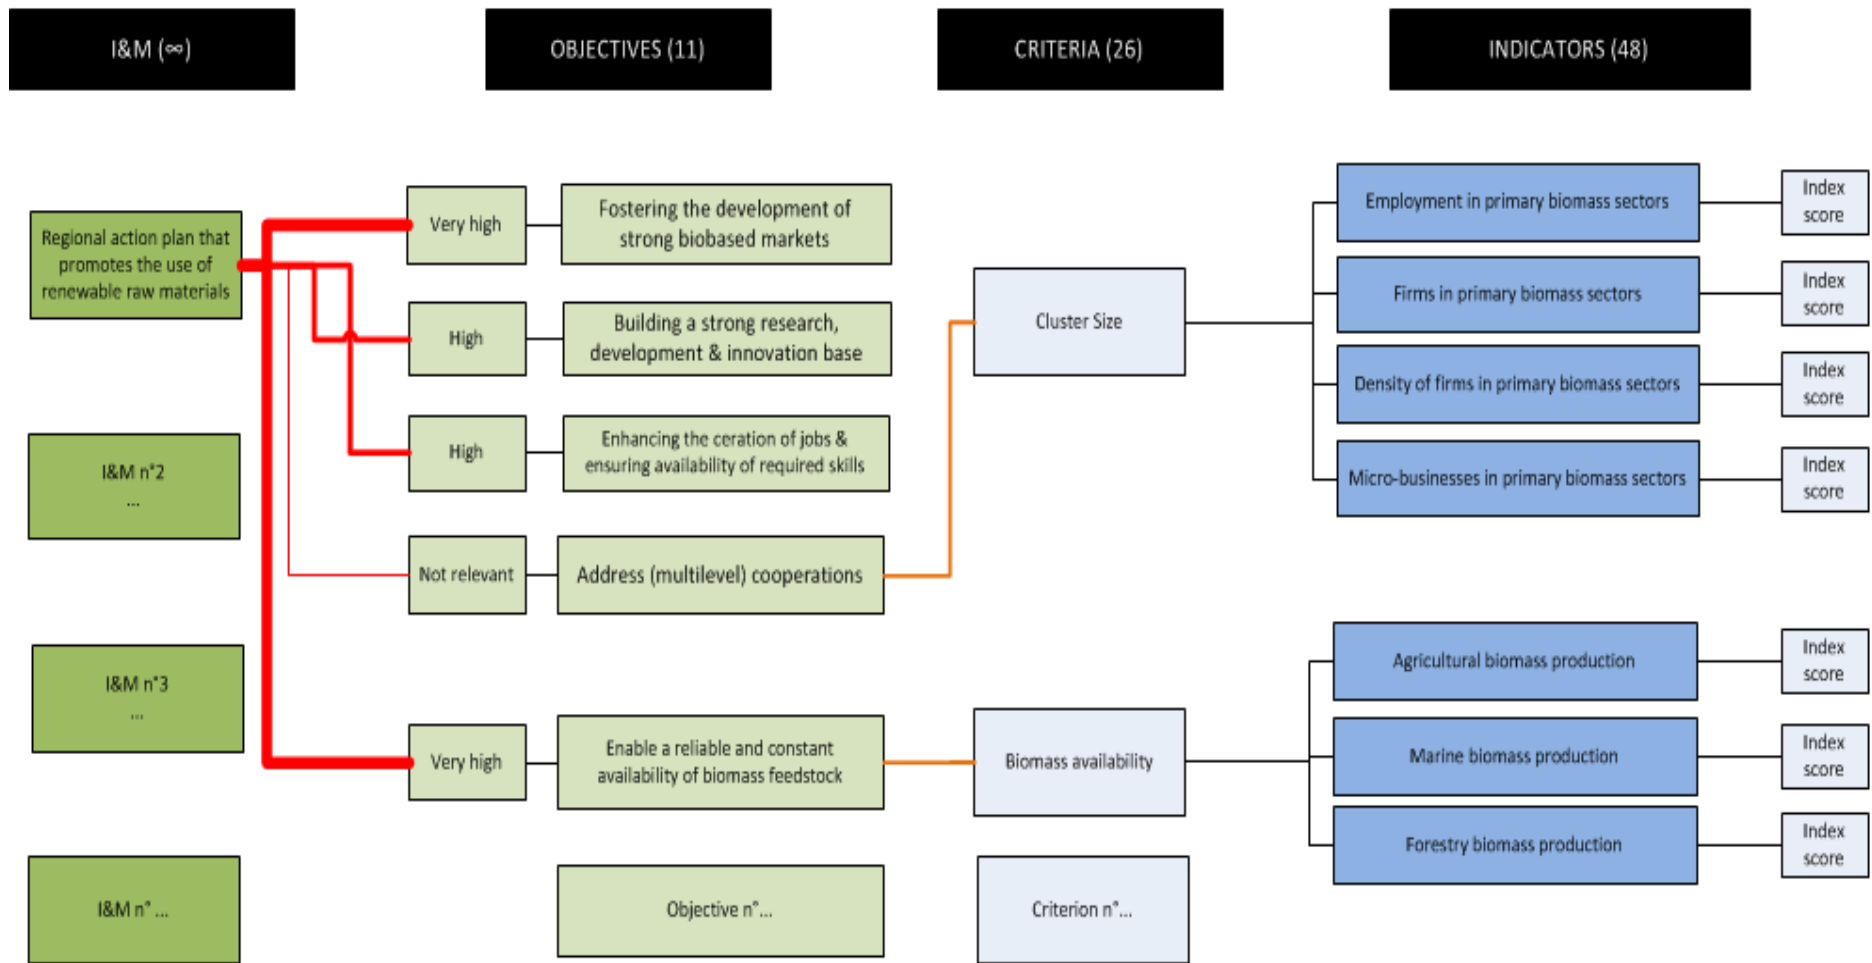 I&M (∞)
OBJECTIVES (11)
CRITERIA (26)
INDICATORS (48)
Regional action plan that
promotes the use of
renewable raw materials
I&M n°2
...
I&M n°3
...
I&M n° ...
Very high
Fostering the development of
strong biobased markets
High
Building a strong research,
development & innovation base
High
Enhancing the ceration of jobs &
ensuring availability of required skills
Not relevant
Address (multilevel) cooperations
Very high
Enable a reliable and constant
availability of biomass feedstock
Objective n°...
Cluster Size
Biomass availability
Criterion n°...
Employment in primary biomass sectors
Index
score
Firms in primary biomass sectors
Index
score
Density of firms in primary biomass sectors
Index
score
Micro-businesses in primary biomass sectors
Index
score
Agricultural biomass production
Index
score
Marine biomass production
Index
score
Forestry biomass production
Index
score